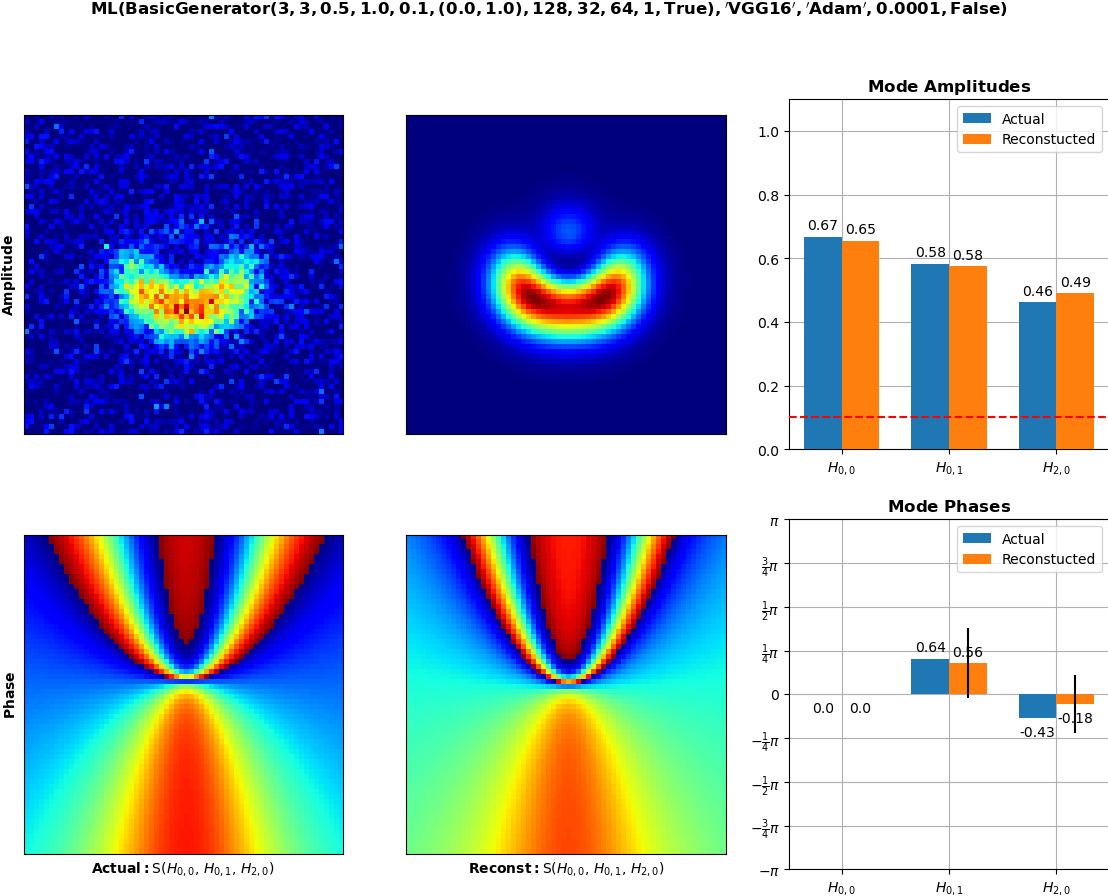 ML(BasicGenerator(3, 3, 0.5, 1.0, 0.1, (0.0, 1.0), 128, 32, 64, 1, True), ′VGG16′, ′Adam′, 0.0001, False)
Amplitude
Mode Amplitudes
Actual
Reconstucted
1.0
0.8
0.6
0.4
0.2
0.0
0.67
0.65
0.58
0.58
0.46
0.49
H0,0
H0,1
H2,0
Phase
Actual: S(H0,0, H0,1, H2,0)
Reconst: S(H0,0, H0,1, H2,0)
Mode Phases
Actual
Reconstucted
π
3/4π
1/2π
1/4π
0
−1/4π
−1/2π
−3/4π
−π
0.0
0.0
0.64
0.56
-0.43
-0.18
H0,0
H0,1
H2,0